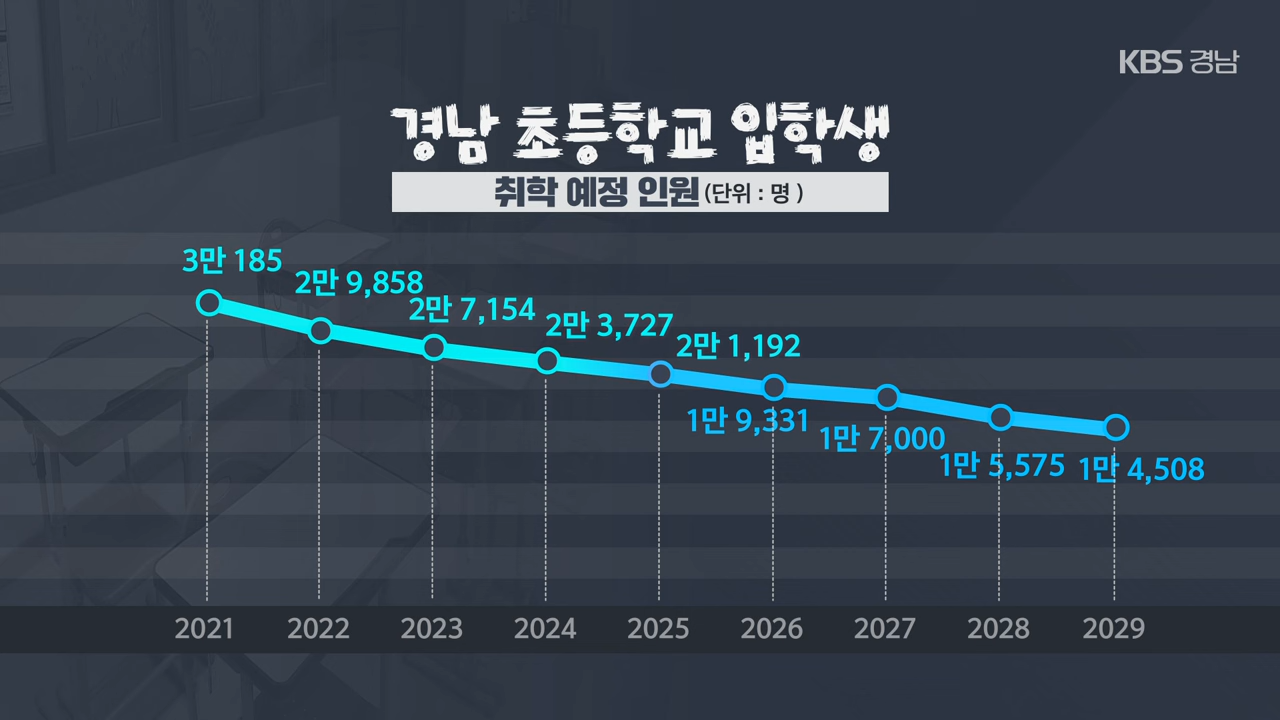 KBS 경남
경남 초등학교 입학생
취학 예정 인원 (단위 : 명 )
3만 185
2만 9,858
2만 7,154
2만 3,727
2만 1,192
1만 9,331
1만 7,000
1만 5,575
1만 4,508
2021 2022 2023 2024 2025 2026 2027 2028 2029